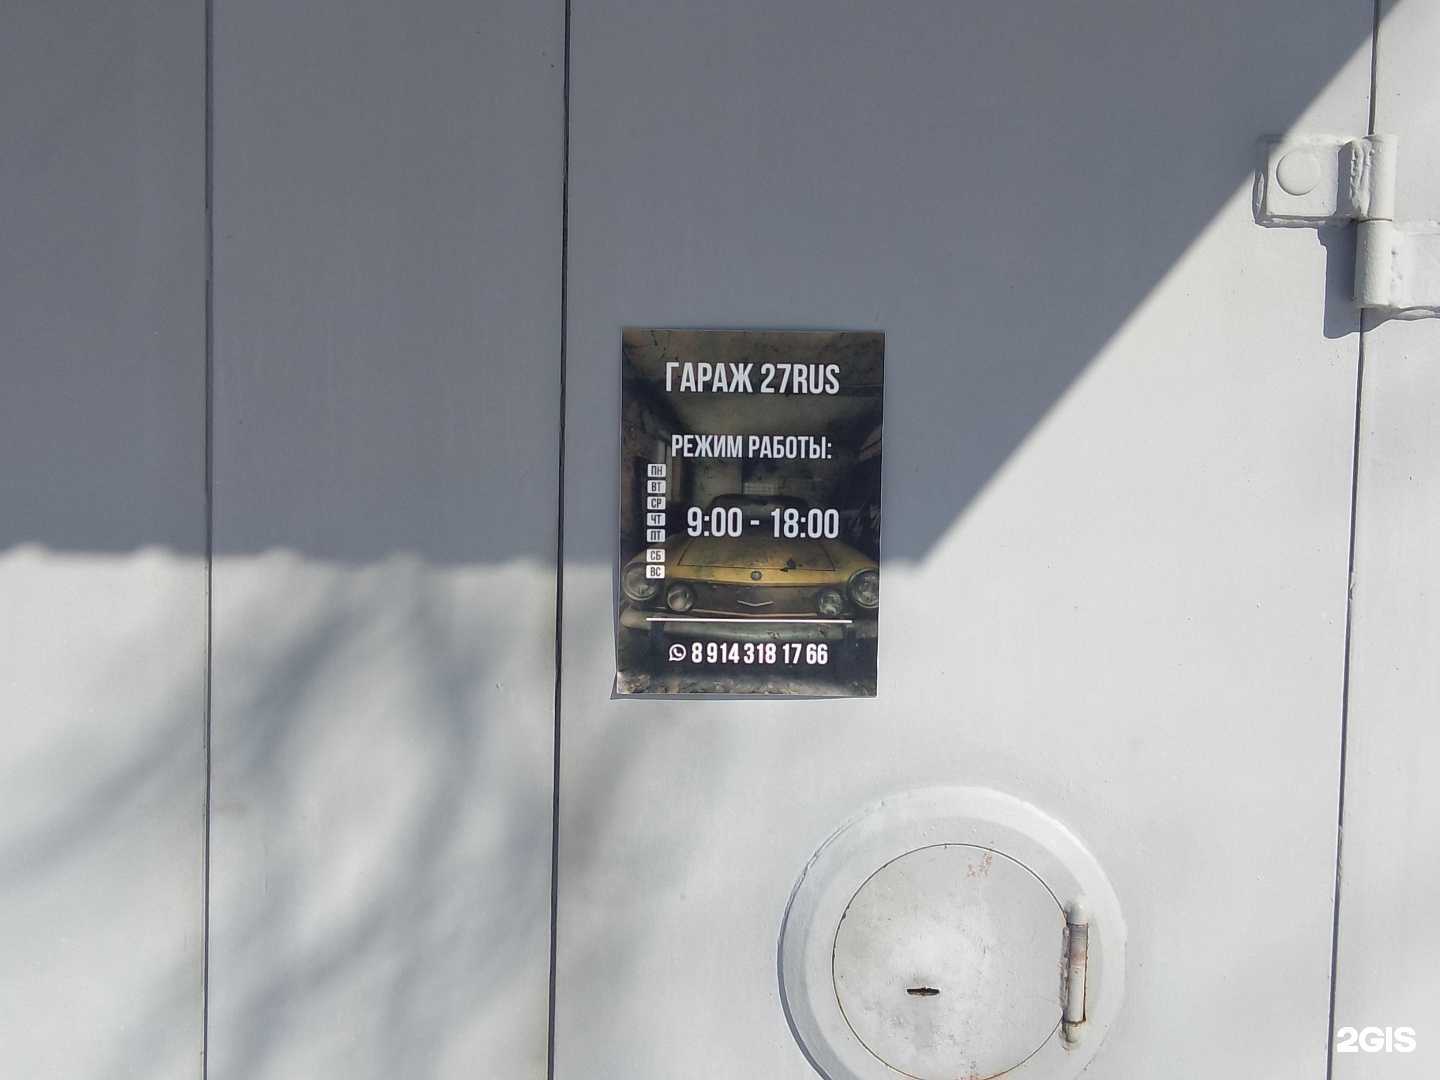 ГАРАЖ 27RUS
РЕЖИМ РАБОТЫ:
ПН
ВТ
СР
ЧТ
ПТ
СБ
ВС
9:00 - 18:00
8 914 318 17 66
2GIS